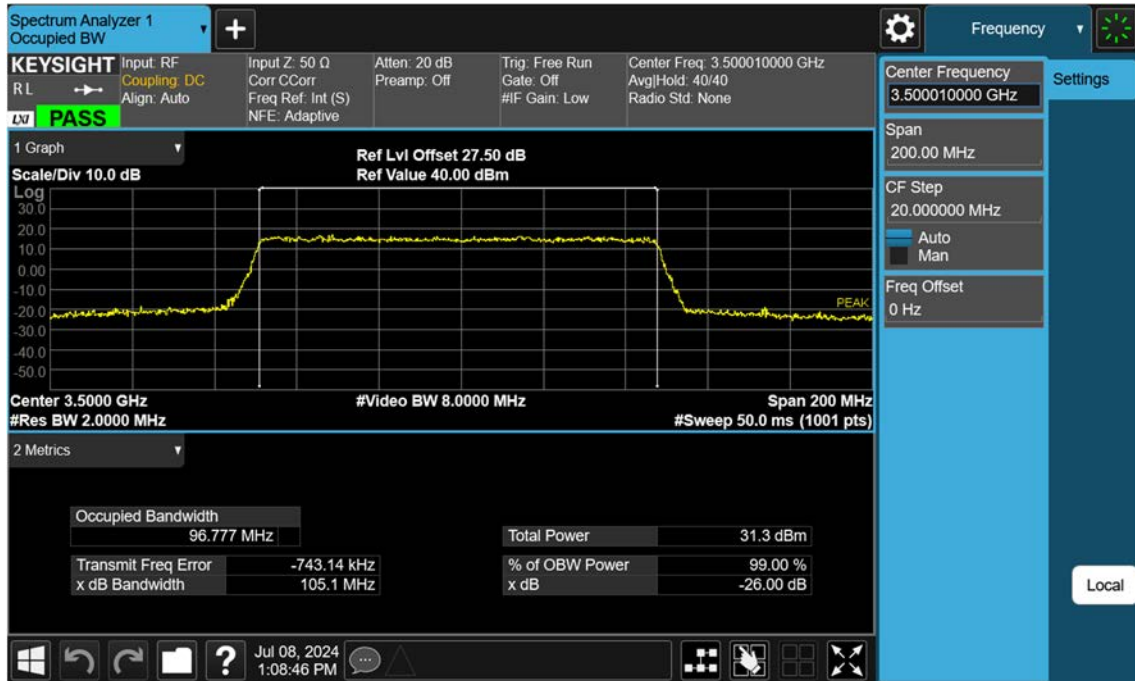 Spectrum Analyzer 1
Occupied BW
Frequency
KEYSIGHT
R L
LXI
PASS
Input: RF
Coupling: DC
Align: Auto
Input Z: 50 Ω
Corr CCorr
Freq Ref: Int (S)
NFE: Adaptive
Atten: 20 dB
Preamp: Off
Trig: Free Run
Gate: Off
#IF Gain: Low
Center Freq: 3.500010000 GHz
Avg|Hold: 40/40
Radio Std: None
Center Frequency
3.500010000 GHz
Settings
Span
200.00 MHz
CF Step
20.000000 MHz
Auto
Man
Freq Offset
0 Hz
Local
1 Graph
Scale/Div 10.0 dB
Ref Lvl Offset 27.50 dB
Ref Value 40.00 dBm
Log
30.0
20.0
10.0
0.00
-10.0
-20.0
-30.0
-40.0
-50.0
PEAK
Center 3.5000 GHz
#Video BW 8.0000 MHz
Span 200 MHz
#Res BW 2.0000 MHz
#Sweep 50.0 ms (1001 pts)
2 Metrics
Occupied Bandwidth
96.777 MHz
Total Power 31.3 dBm
Transmit Freq Error -743.14 kHz
% of OBW Power 99.00 %
x dB Bandwidth 105.1 MHz
x dB -26.00 dB
?
Jul 08, 2024
1:08:46 PM